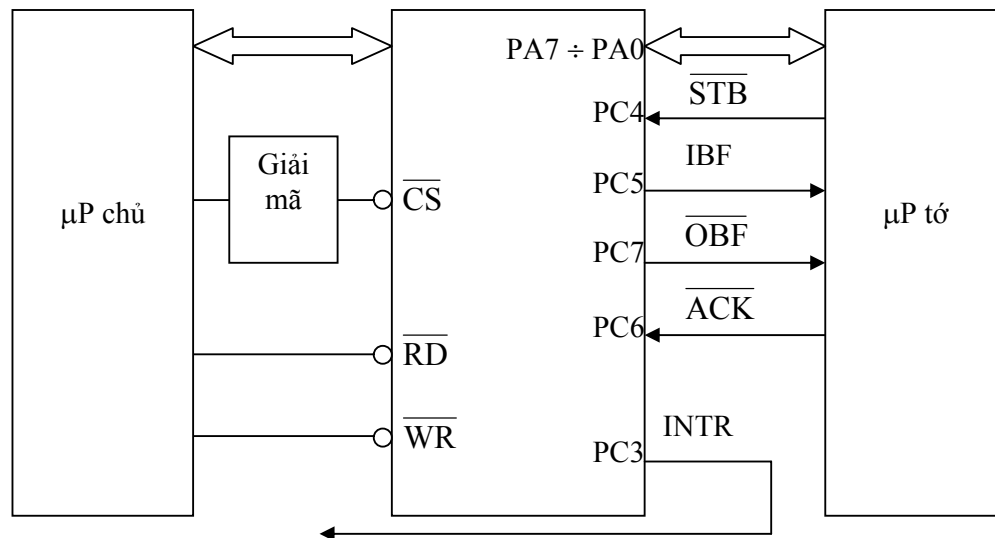 μP chủ
Giải
mã
CS
RD
WR
PA7 ÷ PA0
PC4
PC5
PC7
PC6
PC3
STB
IBF
OBF
ACK
INTR
μP tớ